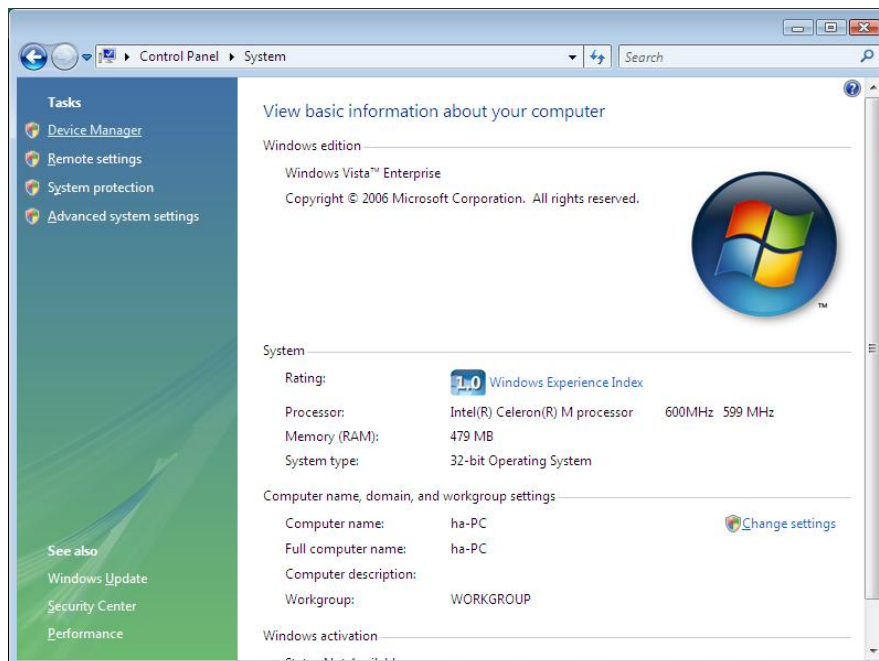 Control Panel System
Search
Tasks
Device Manager
Remote settings
System protection
Advanced system settings
See also
Windows Update
Security Center
Performance
View basic information about your computer
Windows edition
Windows Vista™ Enterprise
Copyright © 2006 Microsoft Corporation. All rights reserved.
TM
System
Rating: 1.0 Windows Experience Index
Processor: Intel(R) Celeron(R) M processor 600MHz 599 MHz
Memory (RAM): 479 MB
System type: 32-bit Operating System
Computer name, domain, and workgroup settings
Computer name: ha-PC Change settings
Full computer name: ha-PC
Computer description:
Workgroup: WORKGROUP
Windows activation